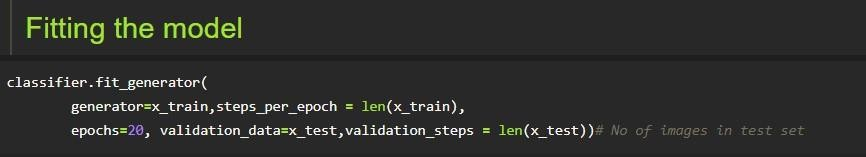 Fitting the model
classifier.fit_generator(
generator=x_train,steps_per_epoch = len(x_train),
epochs=20, validation_data=x_test,validation_steps = len(x_test))# No of images in test set